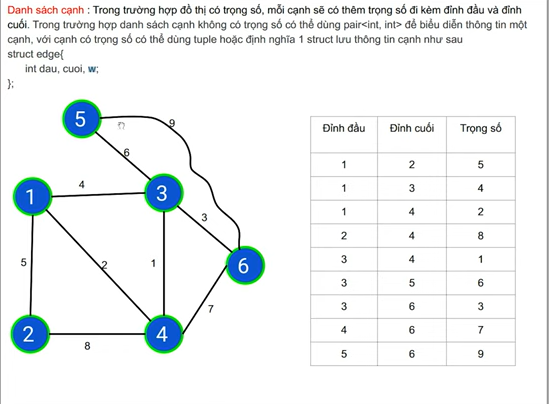 Danh sách cạnh : Trong trường hợp đồ thị có trọng số, mỗi cạnh sẽ có thêm trọng số đi kèm đỉnh đầu và đỉnh
cuối. Trong trường hợp danh sách cạnh không có trọng số có thể dùng pair<int, int> để biểu diễn thông tin một
cạnh, với cạnh có trọng số có thể dùng tuple hoặc định nghĩa 1 struct lưu thông tin cạnh như sau
struct edge{
int dau, cuoi, w;
};
5
9
6
4
1
3
3
5
2
1
6
7
2
4
8
Đỉnh đầu Đỉnh cuối Trọng số
1 2 5
1 3 4
1 4 2
2 4 8
3 4 1
3 5 6
3 6 3
4 6 7
5 6 9